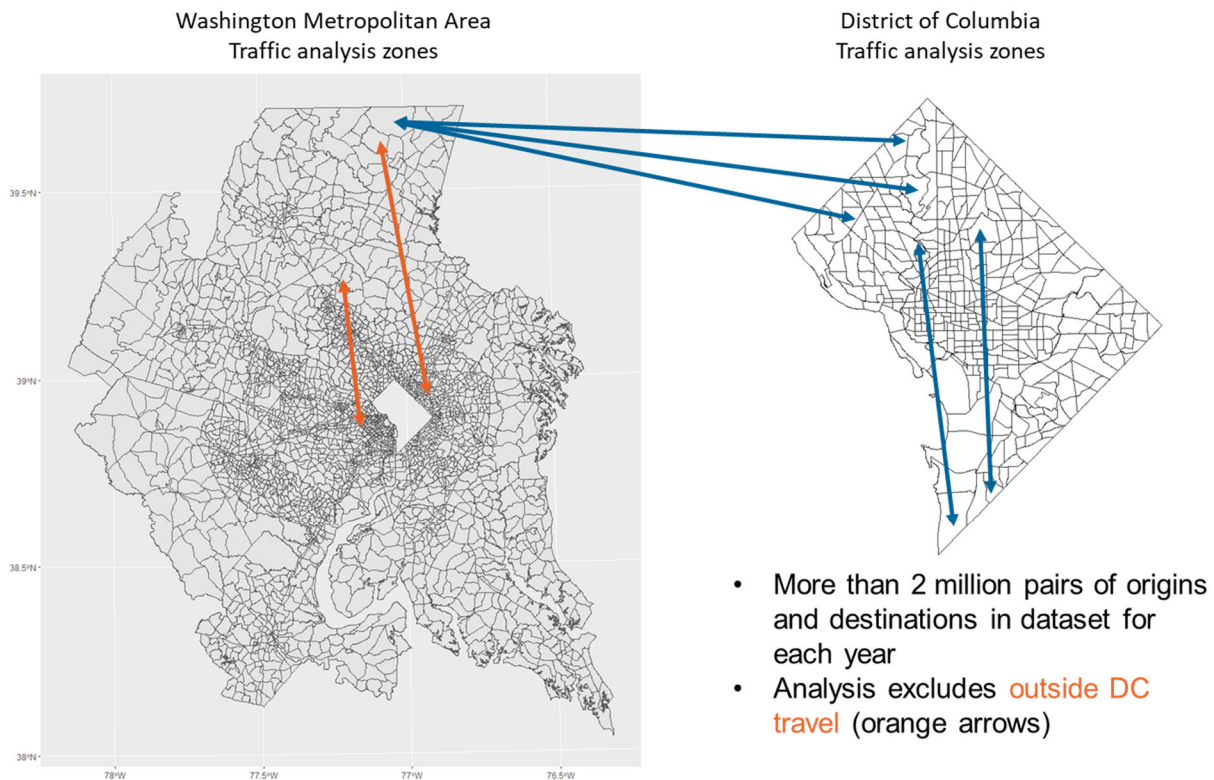 Washington Metropolitan Area
Traffic analysis zones
District of Columbia
Traffic analysis zones
39.5°N
39°N
38.5°N
38°N
78°W
77.5°W
77°W
76.5°W
• More than 2 million pairs of origins
and destinations in dataset for
each year
• Analysis excludes outside DC
travel (orange arrows)